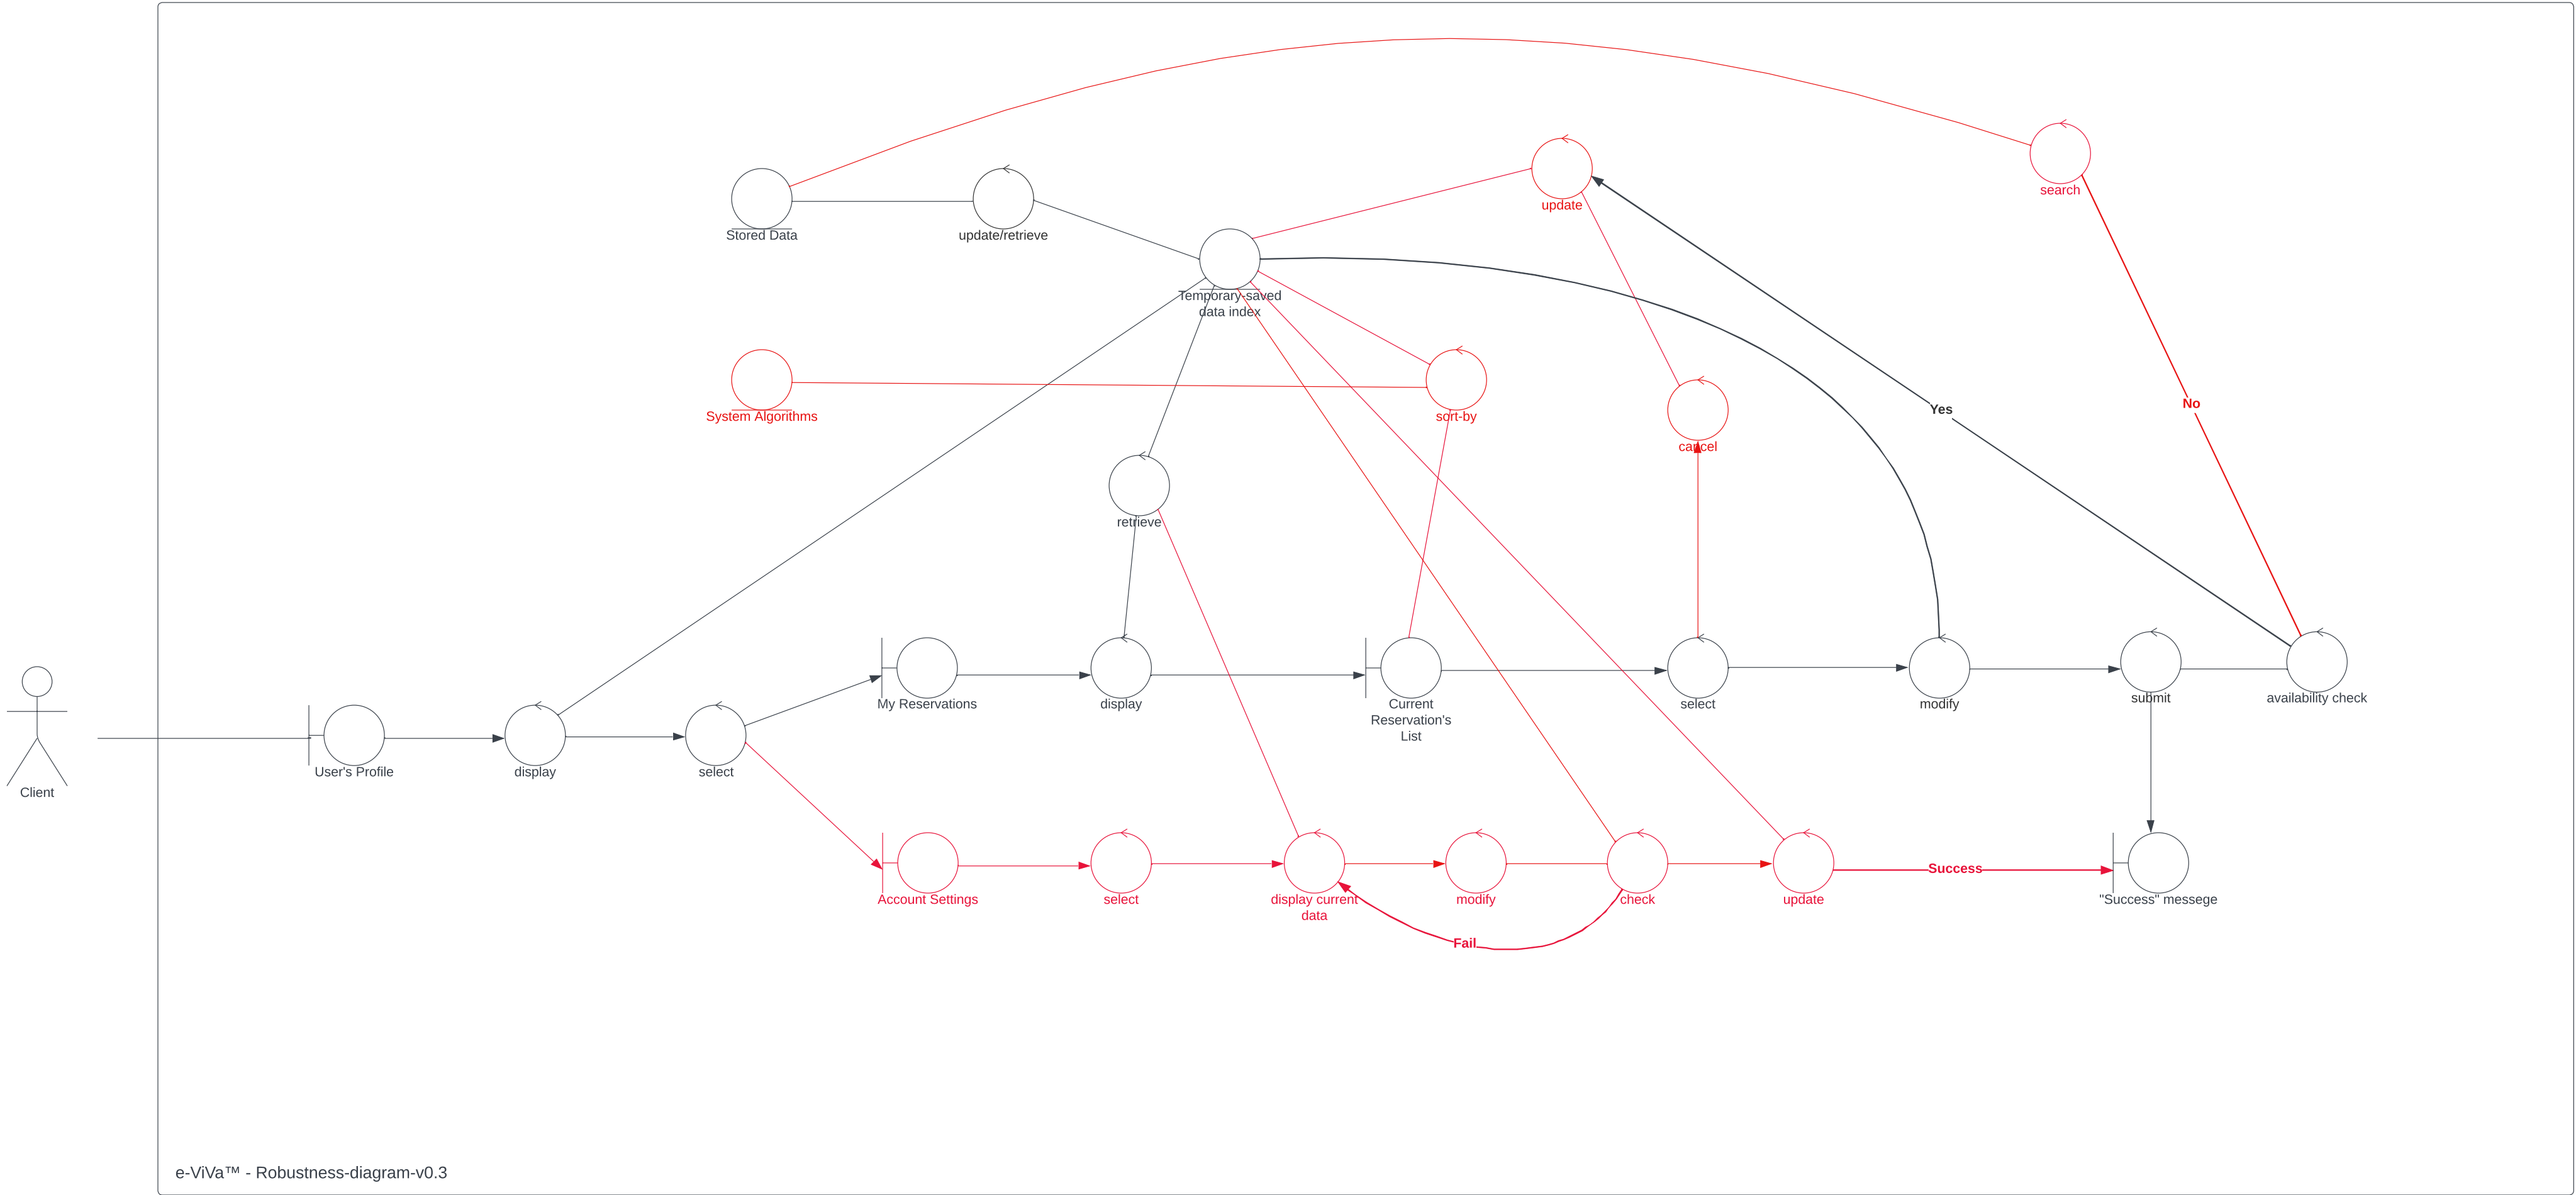 search
update
Stored Data
update/retrieve
Temporary-saved
data index
System Algorithms
sort-by
cancel
Yes
No
retrieve
My Reservations
display
Current
Reservation's
List
select
modify
submit
availability check
Client
User's Profile
display
select
Account Settings
select
display current
data
modify
check
update
Success
"Success" messege
Fail
e-ViVa™ - Robustness-diagram-v0.3